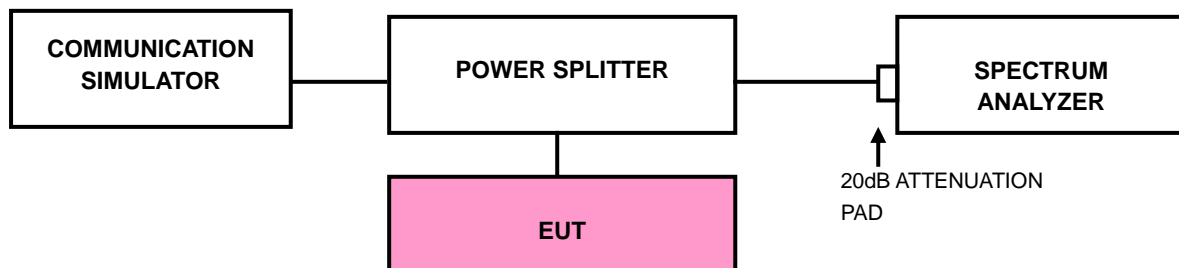 COMMUNICATION
SIMULATOR
POWER SPLITTER
SPECTRUM
ANALYZER
20dB ATTENUATION
PAD
EUT